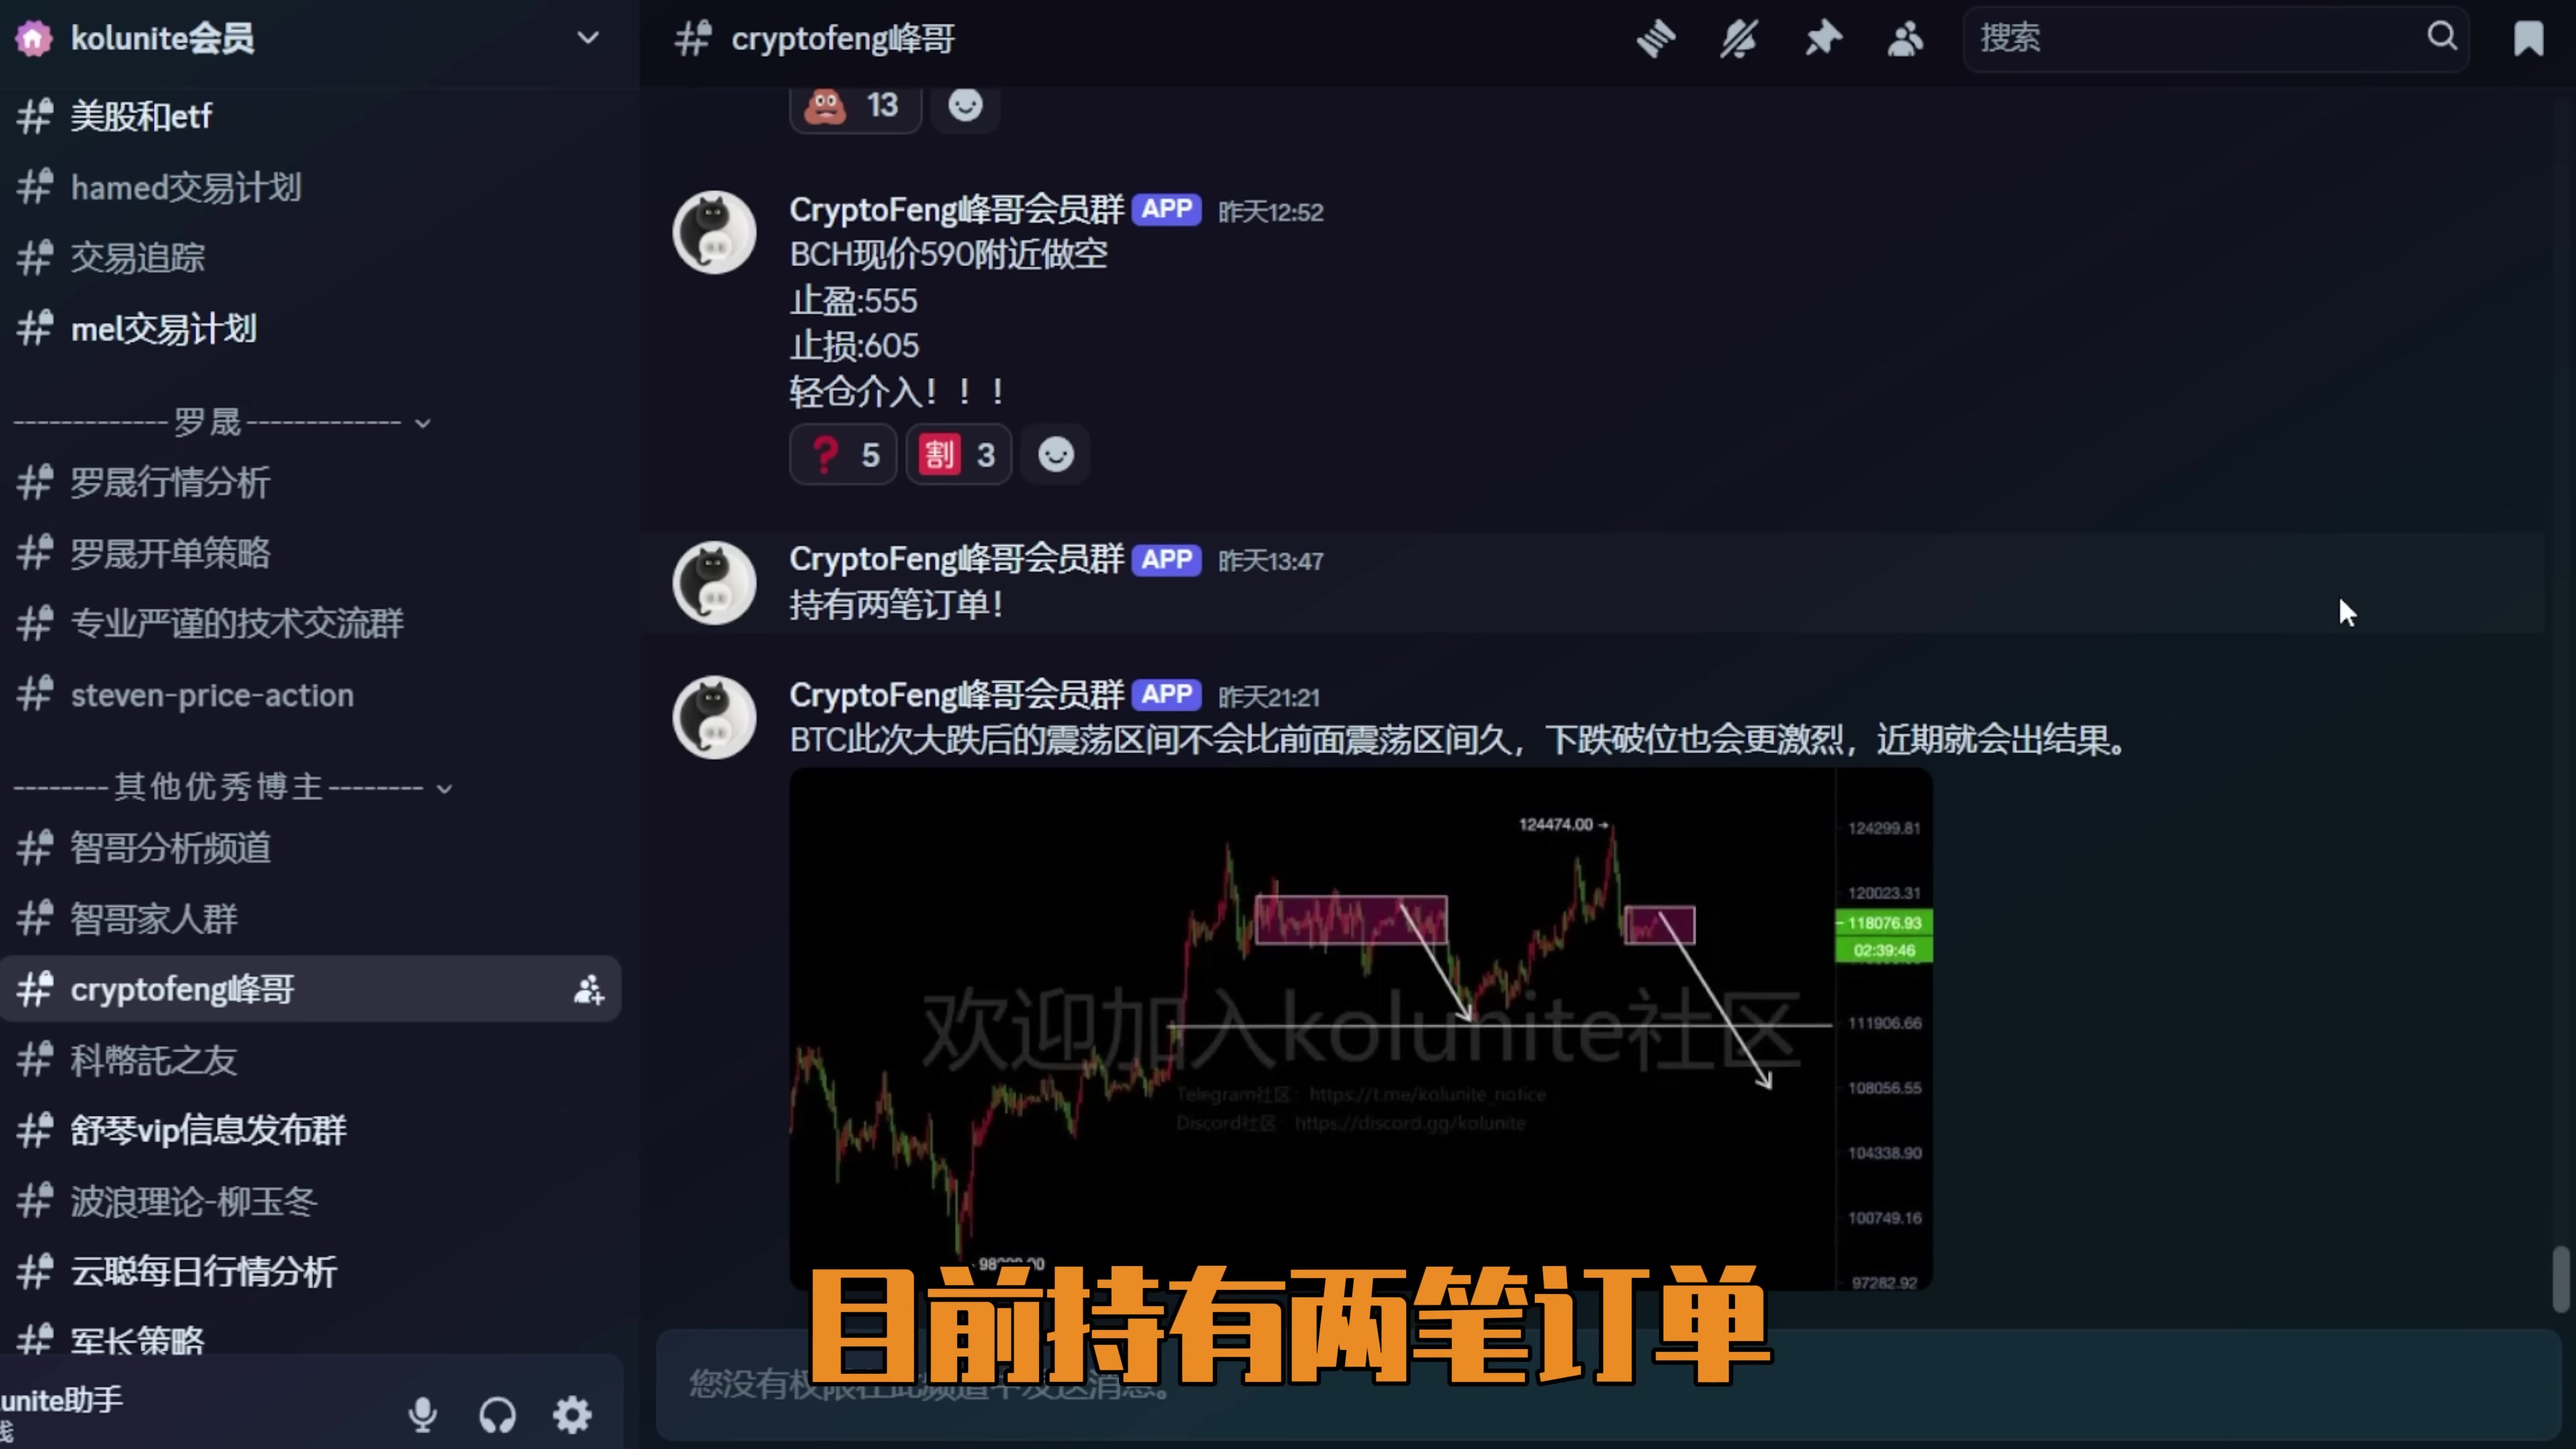 kolunite会员
美股和etf
hamed交易计划
交易追踪
mel交易计划
-------------罗晟-------------
罗晟行情分析
罗晟开单策略
专业严谨的技术交流群
steven-price-action
--------其他优秀博主--------
智哥分析频道
智哥家人群
cryptofeng峰哥
科幣託之友
舒琴vip信息发布群
波浪理论-柳玉冬
云聪每日行情分析
军长策略
unite助手
cryptofeng峰哥
搜索
13
CryptoFeng峰哥会员群 APP 昨天12:52
BCH现价590附近做空
止盈:555
止损:605
轻仓介入！！！
5 割 3
CryptoFeng峰哥会员群 APP 昨天13:47
持有两笔订单！
CryptoFeng峰哥会员群 APP 昨天21:21
BTC此次大跌后的震荡区间不会比前面震荡区间久，下跌破位也会更激烈，近期就会出结果。
124474.00
124299.81
120023.31
118076.93
02:39:46
111906.66
108056.55
104338.90
100749.16
97282.92
欢迎加入kolunite社区
Telegram社区: https://t.me/kolunite_notice
Discord社区: https://discord.gg/kolunite
目前持有两笔订单